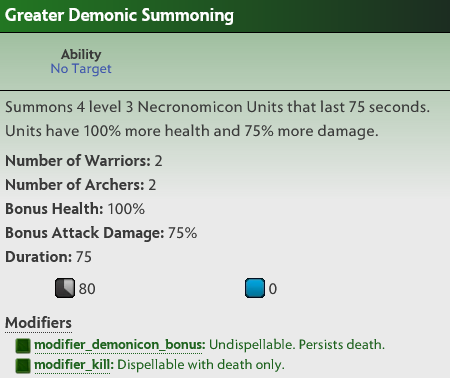 Greater Demonic Summoning
Ability
No Target
Summons 4 level 3 Necronomicon Units that last 75 seconds.
Units have 100% more health and 75% more damage.
Number of Warriors: 2
Number of Archers: 2
Bonus Health: 100%
Bonus Attack Damage: 75%
Duration: 75
80 0
Modifiers
modifier_demonicon_bonus: Undispellable. Persists death.
modifier_kill: Dispellable with death only.